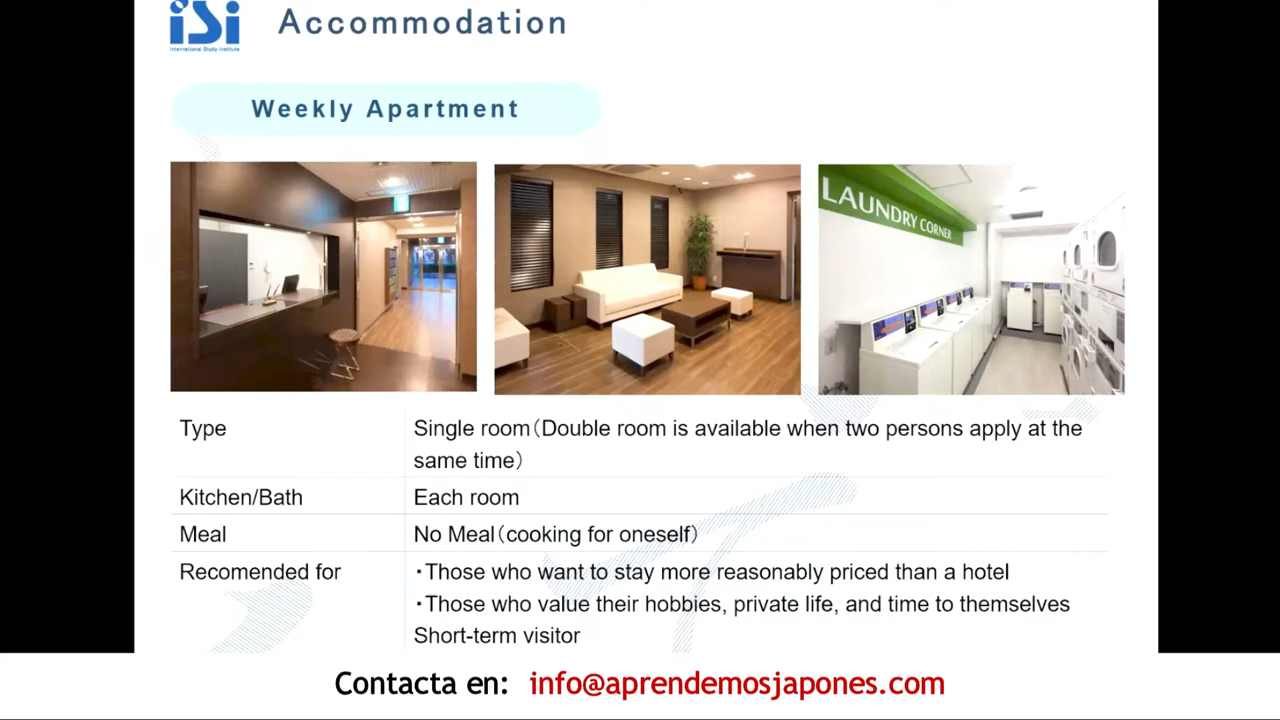 iSi
International Study Institute
Accommodation
Weekly Apartment
LAUNDRY CORNER
Type
Single room(Double room is available when two persons apply at the
same time)
Kitchen/Bath
Each room
Meal
No Meal(cooking for oneself)
Recomended for
・Those who want to stay more reasonably priced than a hotel
・Those who value their hobbies, private life, and time to themselves
Short-term visitor
Contacta en: info@aprendemosjapones.com